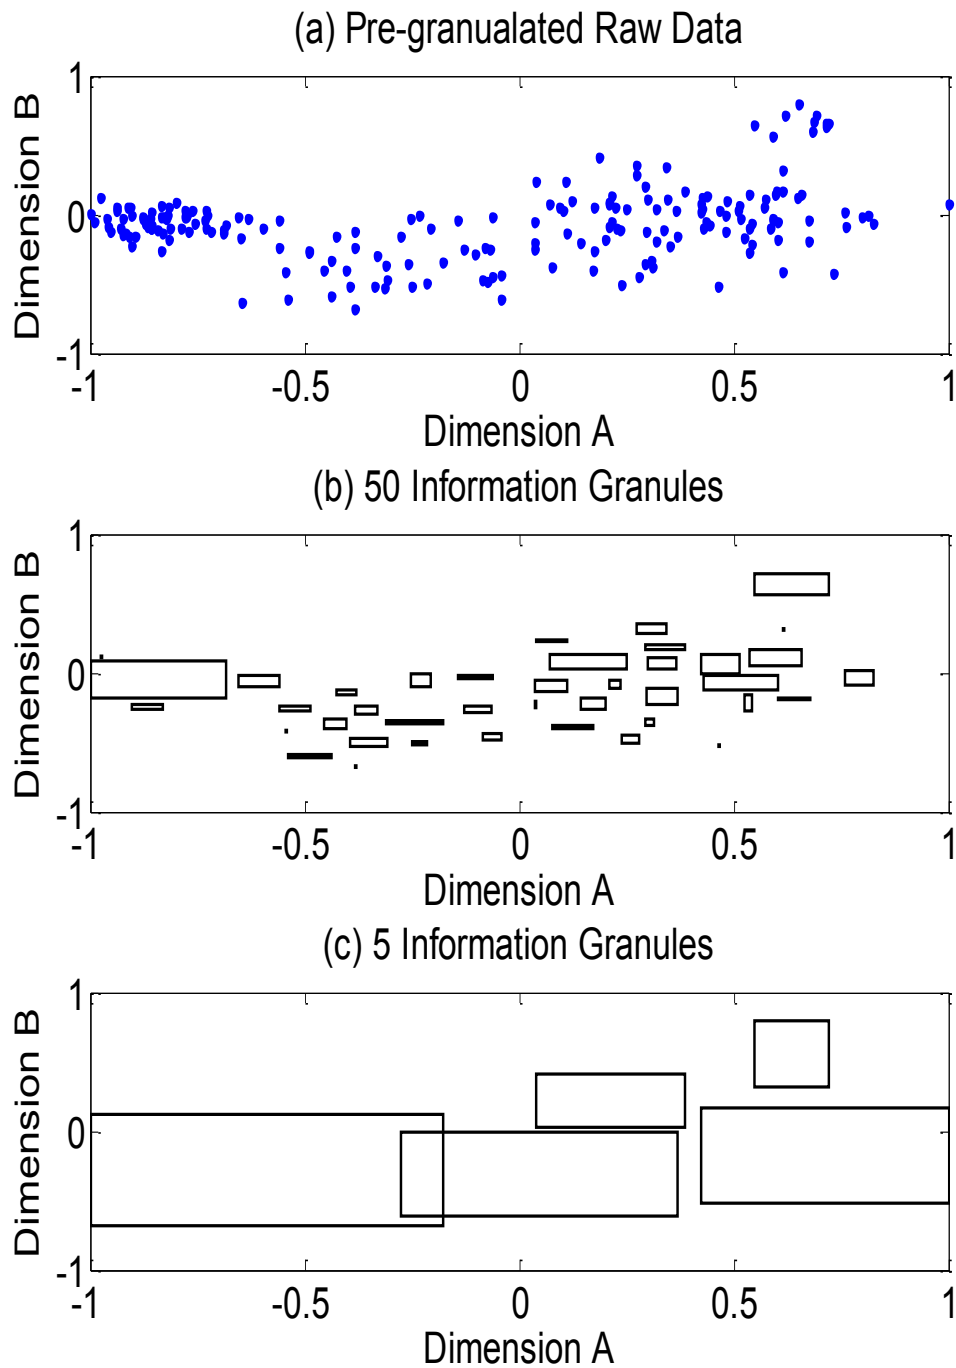 (a) Pre-granualated Raw Data
1
0
-1
Dimension B
-1 -0.5 0 0.5 1
Dimension A
(b) 50 Information Granules
1
0
-1
Dimension B
-1 -0.5 0 0.5 1
Dimension A
(c) 5 Information Granules
1
0
-1
Dimension B
-1 -0.5 0 0.5 1
Dimension A